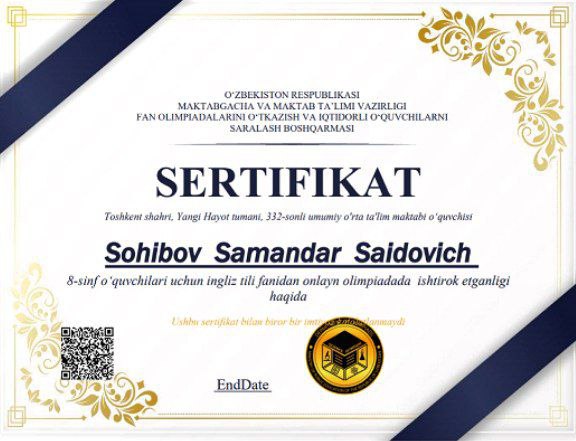 O‘ZBEKISTON RESPUBLIKASI
MAKTABGACHA VA MAKTAB TA’LIMI VAZIRLIGI
FAN OLIMPIADALARINI O‘TKAZISH VA IQTIDORLI O‘QUVCHILARNI
SARALASH BOSHQARMASI
SERTIFIKAT
Toshkent shahri, Yangi Hayot tumani, 332-sonli umumiy o'rta ta'lim maktabi o‘quvchisi
Sohibov Samandar Saidovich
8-sinf o‘quvchilari uchun ingliz tili fanidan onlayn olimpiadada ishtirok etganligi
haqida
Ushbu sertifikat bilan biror bir
EndDate